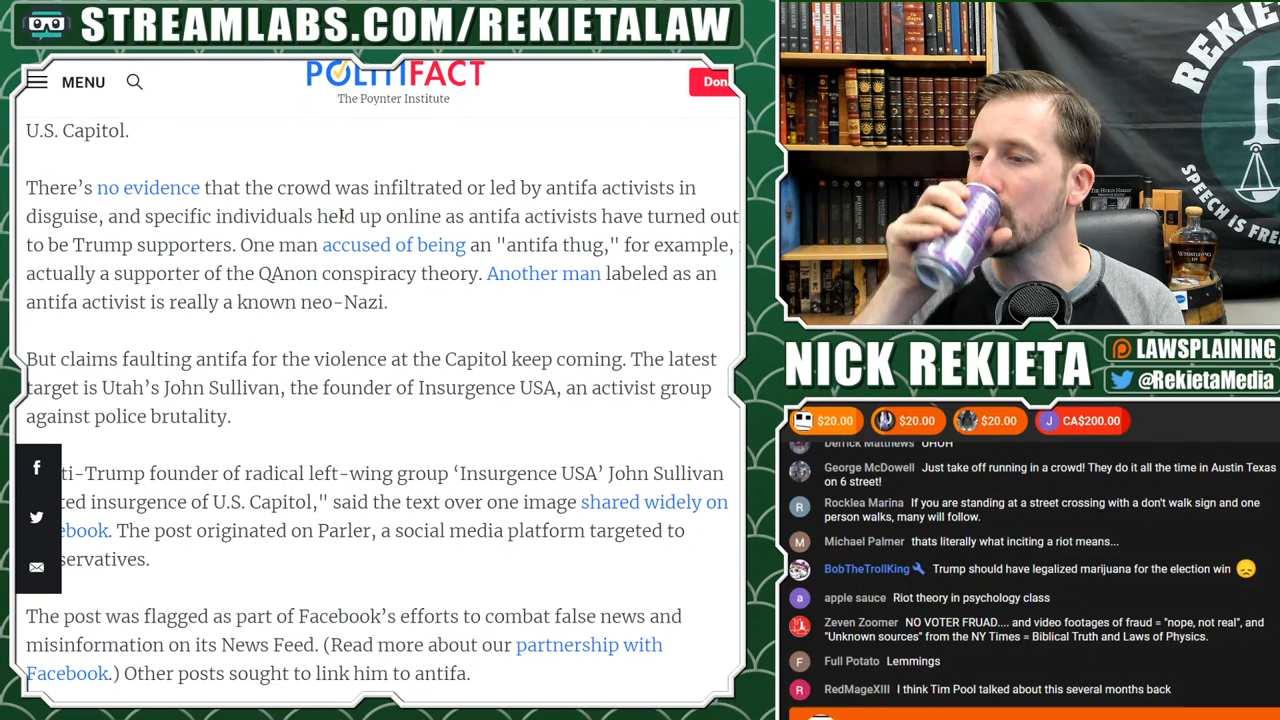 STREAMLABS.COM/REKIETALAW
MENU
POLITIFACT
The Poynter Institute
Don
U.S. Capitol.
There's no evidence that the crowd was infiltrated or led by antifa activists in
disguise, and specific individuals held up online as antifa activists have turned out
to be Trump supporters. One man accused of being an "antifa thug," for example,
actually a supporter of the QAnon conspiracy theory. Another man labeled as an
antifa activist is really a known neo-Nazi.
But claims faulting antifa for the violence at the Capitol keep coming. The latest
target is Utah's John Sullivan, the founder of Insurgence USA, an activist group
against police brutality.
ti-Trump founder of radical left-wing group 'Insurgence USA' John Sullivan
ted insurgence of U.S. Capitol," said the text over one image shared widely on
ebook. The post originated on Parler, a social media platform targeted to
servatives.
The post was flagged as part of Facebook's efforts to combat false news and
misinformation on its News Feed. (Read more about our partnership with
Facebook.) Other posts sought to link him to antifa.
REKIE
SPEECH IS FREE
WHISTLEPIG
NICK REKIETA
LAWSPLAINING
@RekietaMedia
$20.00
$20.00
$20.00
J CA$200.00
Derrick Matthews UHUH
George McDowell Just take off running in a crowd! They do it all the time in Austin Texas
on 6 street!
R Rocklea Marina If you are standing at a street crossing with a don't walk sign and one
person walks, many will follow.
M Michael Palmer thats literally what inciting a riot means...
BobTheTrollKing Trump should have legalized marijuana for the election win
a apple sauce Riot theory in psychology class
Zeven Zoomer NO VOTER FRUAD.... and video footages of fraud = "nope, not real", and
"Unknown sources" from the NY Times = Biblical Truth and Laws of Physics.
F Full Potato Lemmings
R RedMageXIII I think Tim Pool talked about this several months back